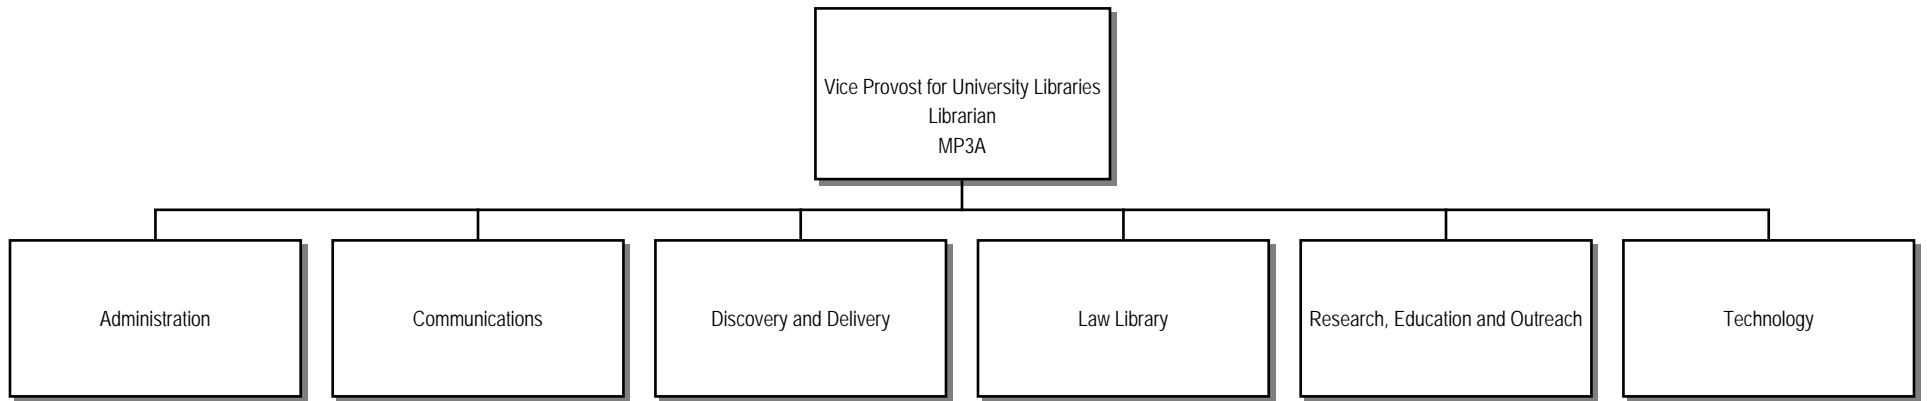 Vice Provost for University Libraries
Librarian
MP3A
Administration
Communications
Discovery and Delivery
Law Library
Research, Education and Outreach
Technology